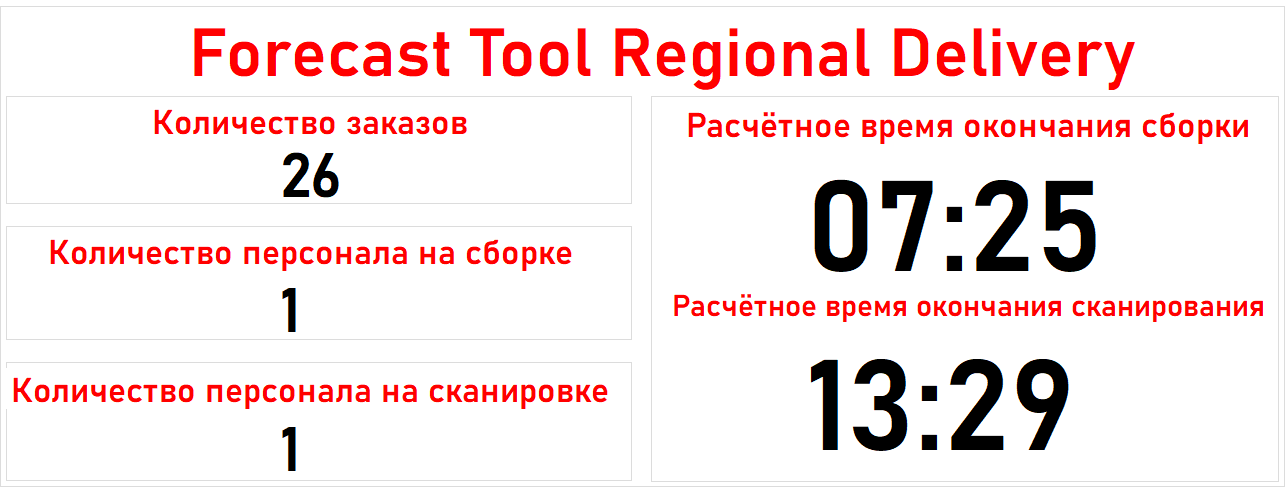 Forecast Tool Regional Delivery
Количество заказов
26
Количество персонала на сборке
1
Количество персонала на сканировке
1
Расчётное время окончания сборки
07:25
Расчётное время окончания сканирования
13:29